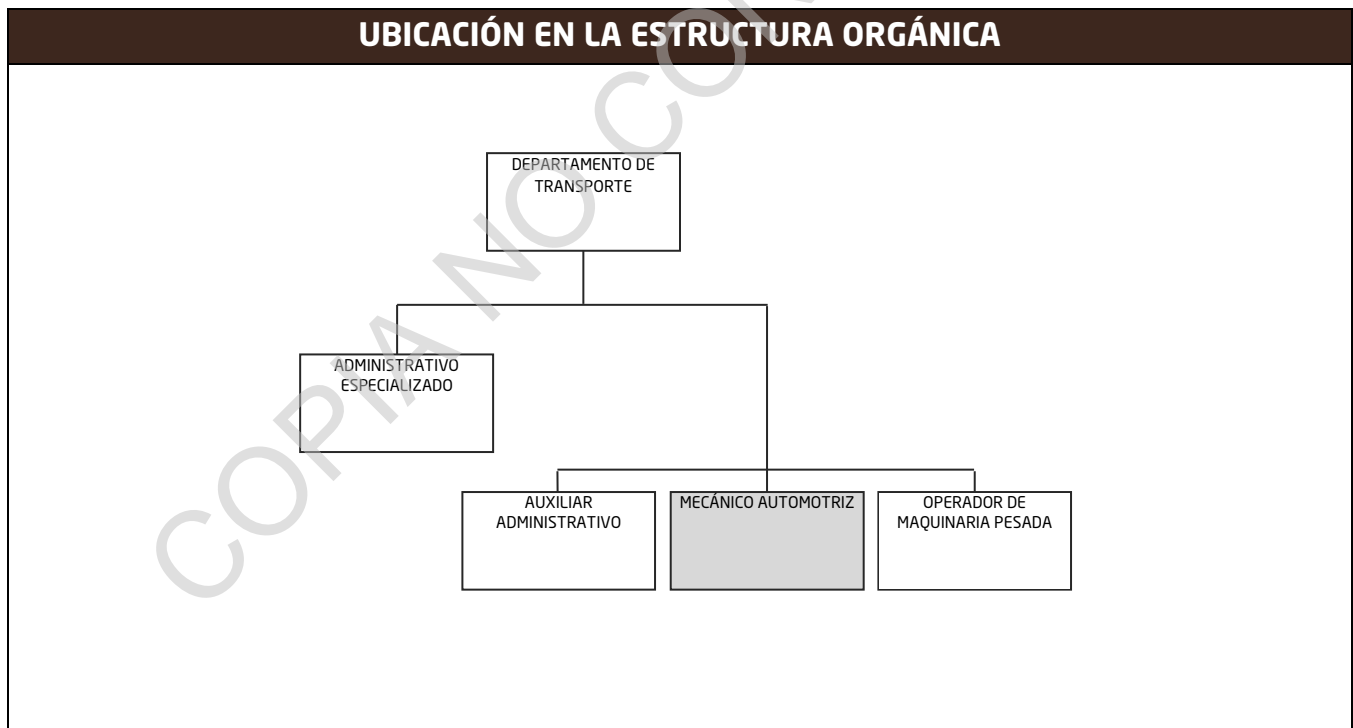 UBICACIÓN EN LA ESTRUCTURA ORGÁNICA
DEPARTAMENTO DE
TRANSPORTE
ADMINISTRATIVO
ESPECIALIZADO
AUXILIAR
ADMINISTRATIVO
MECÁNICO AUTOMOTRIZ
OPERADOR DE
MAQUINARIA PESADA
COPIA NO